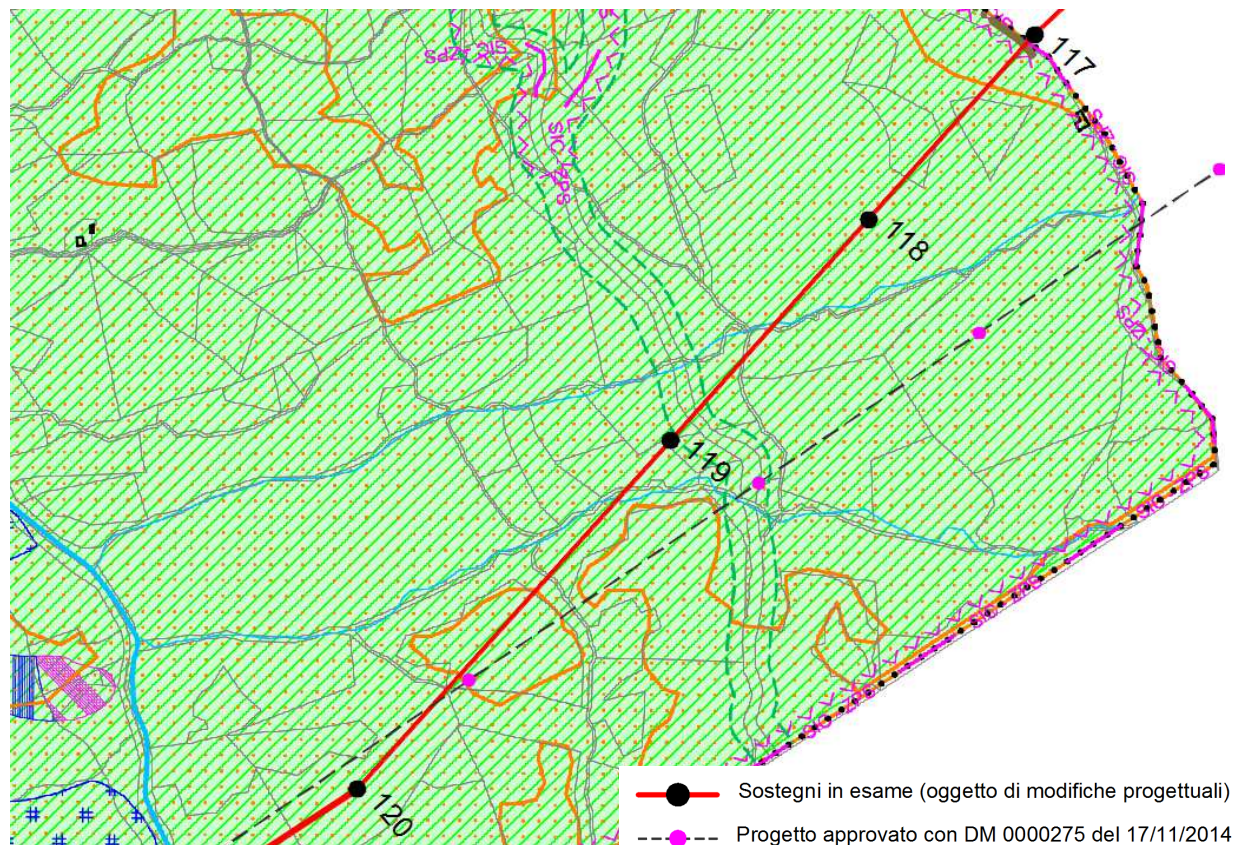 SIC -ZPS
117
SIC -ZPS
118
ZPS
119
120
Sostegni in esame (oggetto di modifiche progettuali)
Progetto approvato con DM 0000275 del 17/11/2014